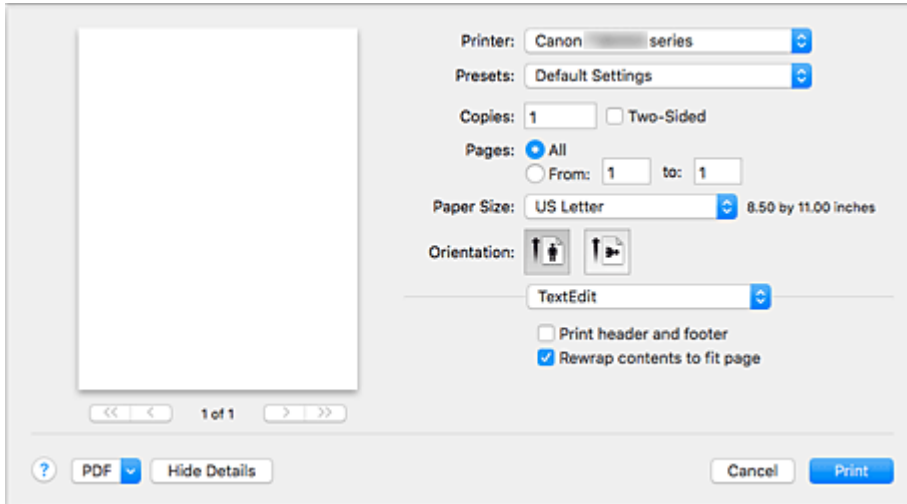 Printer: Canon series
Presets: Default Settings
Copies: 1 Two-Sided
Pages: All
From: 1 to: 1
Paper Size: US Letter 8.50 by 11.00 inches
Orientation:
TextEdit
Print header and footer
Rewrap contents to fit page
<< < 1 of 1 > >>
? PDF Hide Details Cancel Print